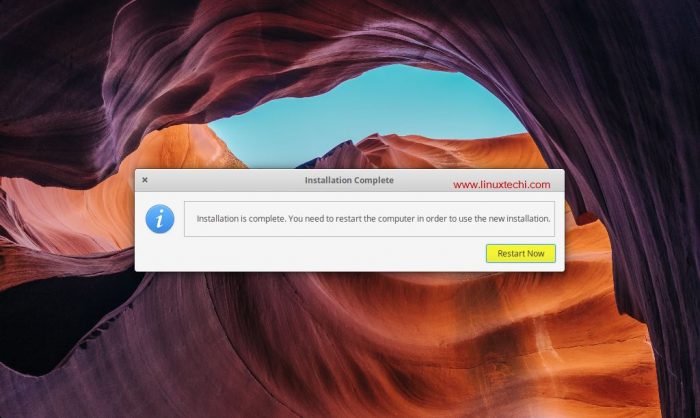 Installation Complete
www.linuxtechi.com
Installation is complete. You need to restart the computer in order to use the new installation.
Restart Now